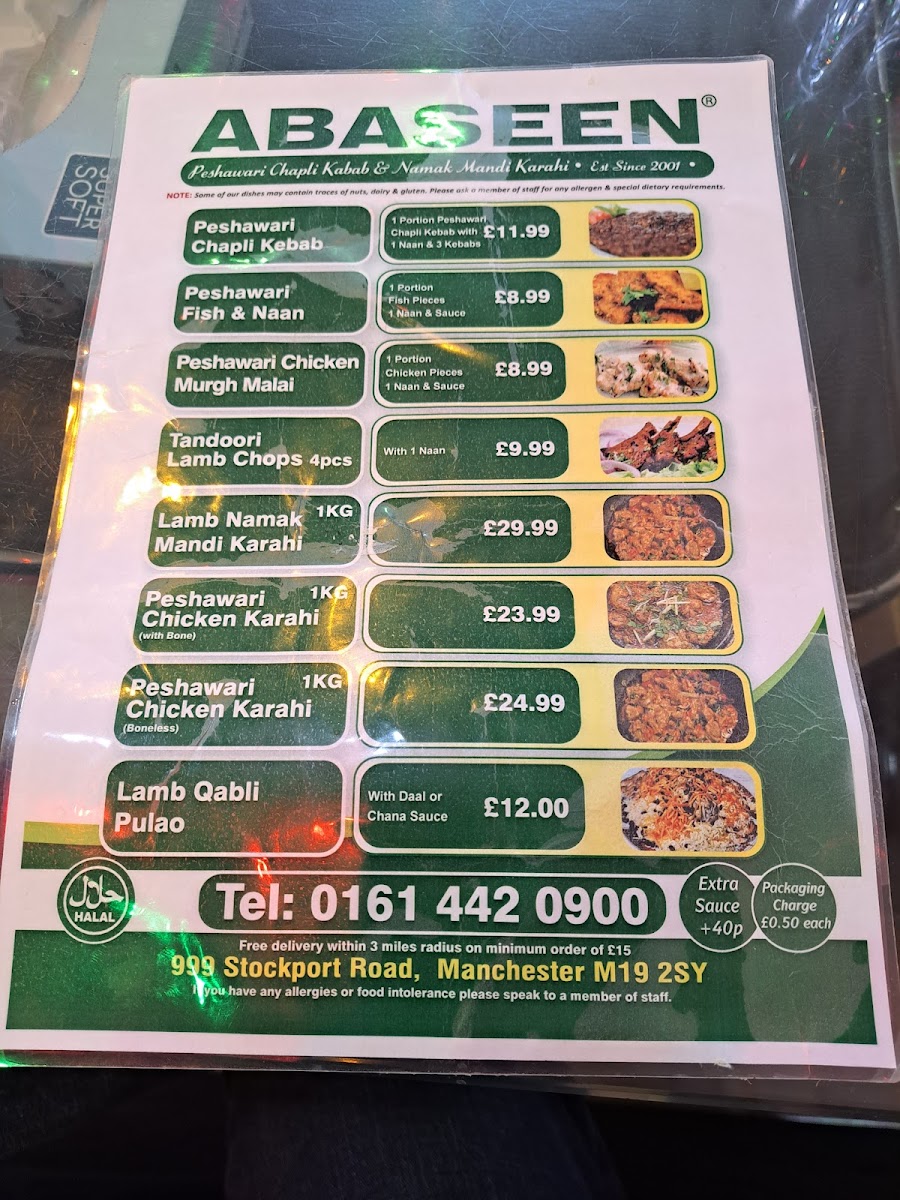 SUPER
SOFT
ABASEEN®
Peshawari Chapli Kabab & Namak Mandi Karahi • Est Since 2001 •
NOTE: Some of our dishes may contain traces of nuts, dairy & gluten. Please ask a member of staff for any allergen & special dietary requirements.
Peshawari
Chapli Kebab
1 Portion Peshawari
Chapli Kebab with
1 Naan & 3 Kebabs
£11.99
Peshawari
Fish & Naan
1 Portion
Fish Pieces
1 Naan & Sauce
£8.99
Peshawari Chicken
Murgh Malai
1 Portion
Chicken Pieces
1 Naan & Sauce
£8.99
Tandoori
Lamb Chops 4pcs
With 1 Naan
£9.99
Lamb Namak 1KG
Mandi Karahi
£29.99
Peshawari 1KG
Chicken Karahi
(with Bone)
£23.99
Peshawari 1KG
Chicken Karahi
(Boneless)
£24.99
Lamb Qabli
Pulao
With Daal or
Chana Sauce
£12.00
حلال
HALAL
Tel: 0161 442 0900
Extra
Sauce
+40p
Packaging
Charge
£0.50 each
Free delivery within 3 miles radius on minimum order of £15
999 Stockport Road, Manchester M19 2SY
If you have any allergies or food intolerance please speak to a member of staff.